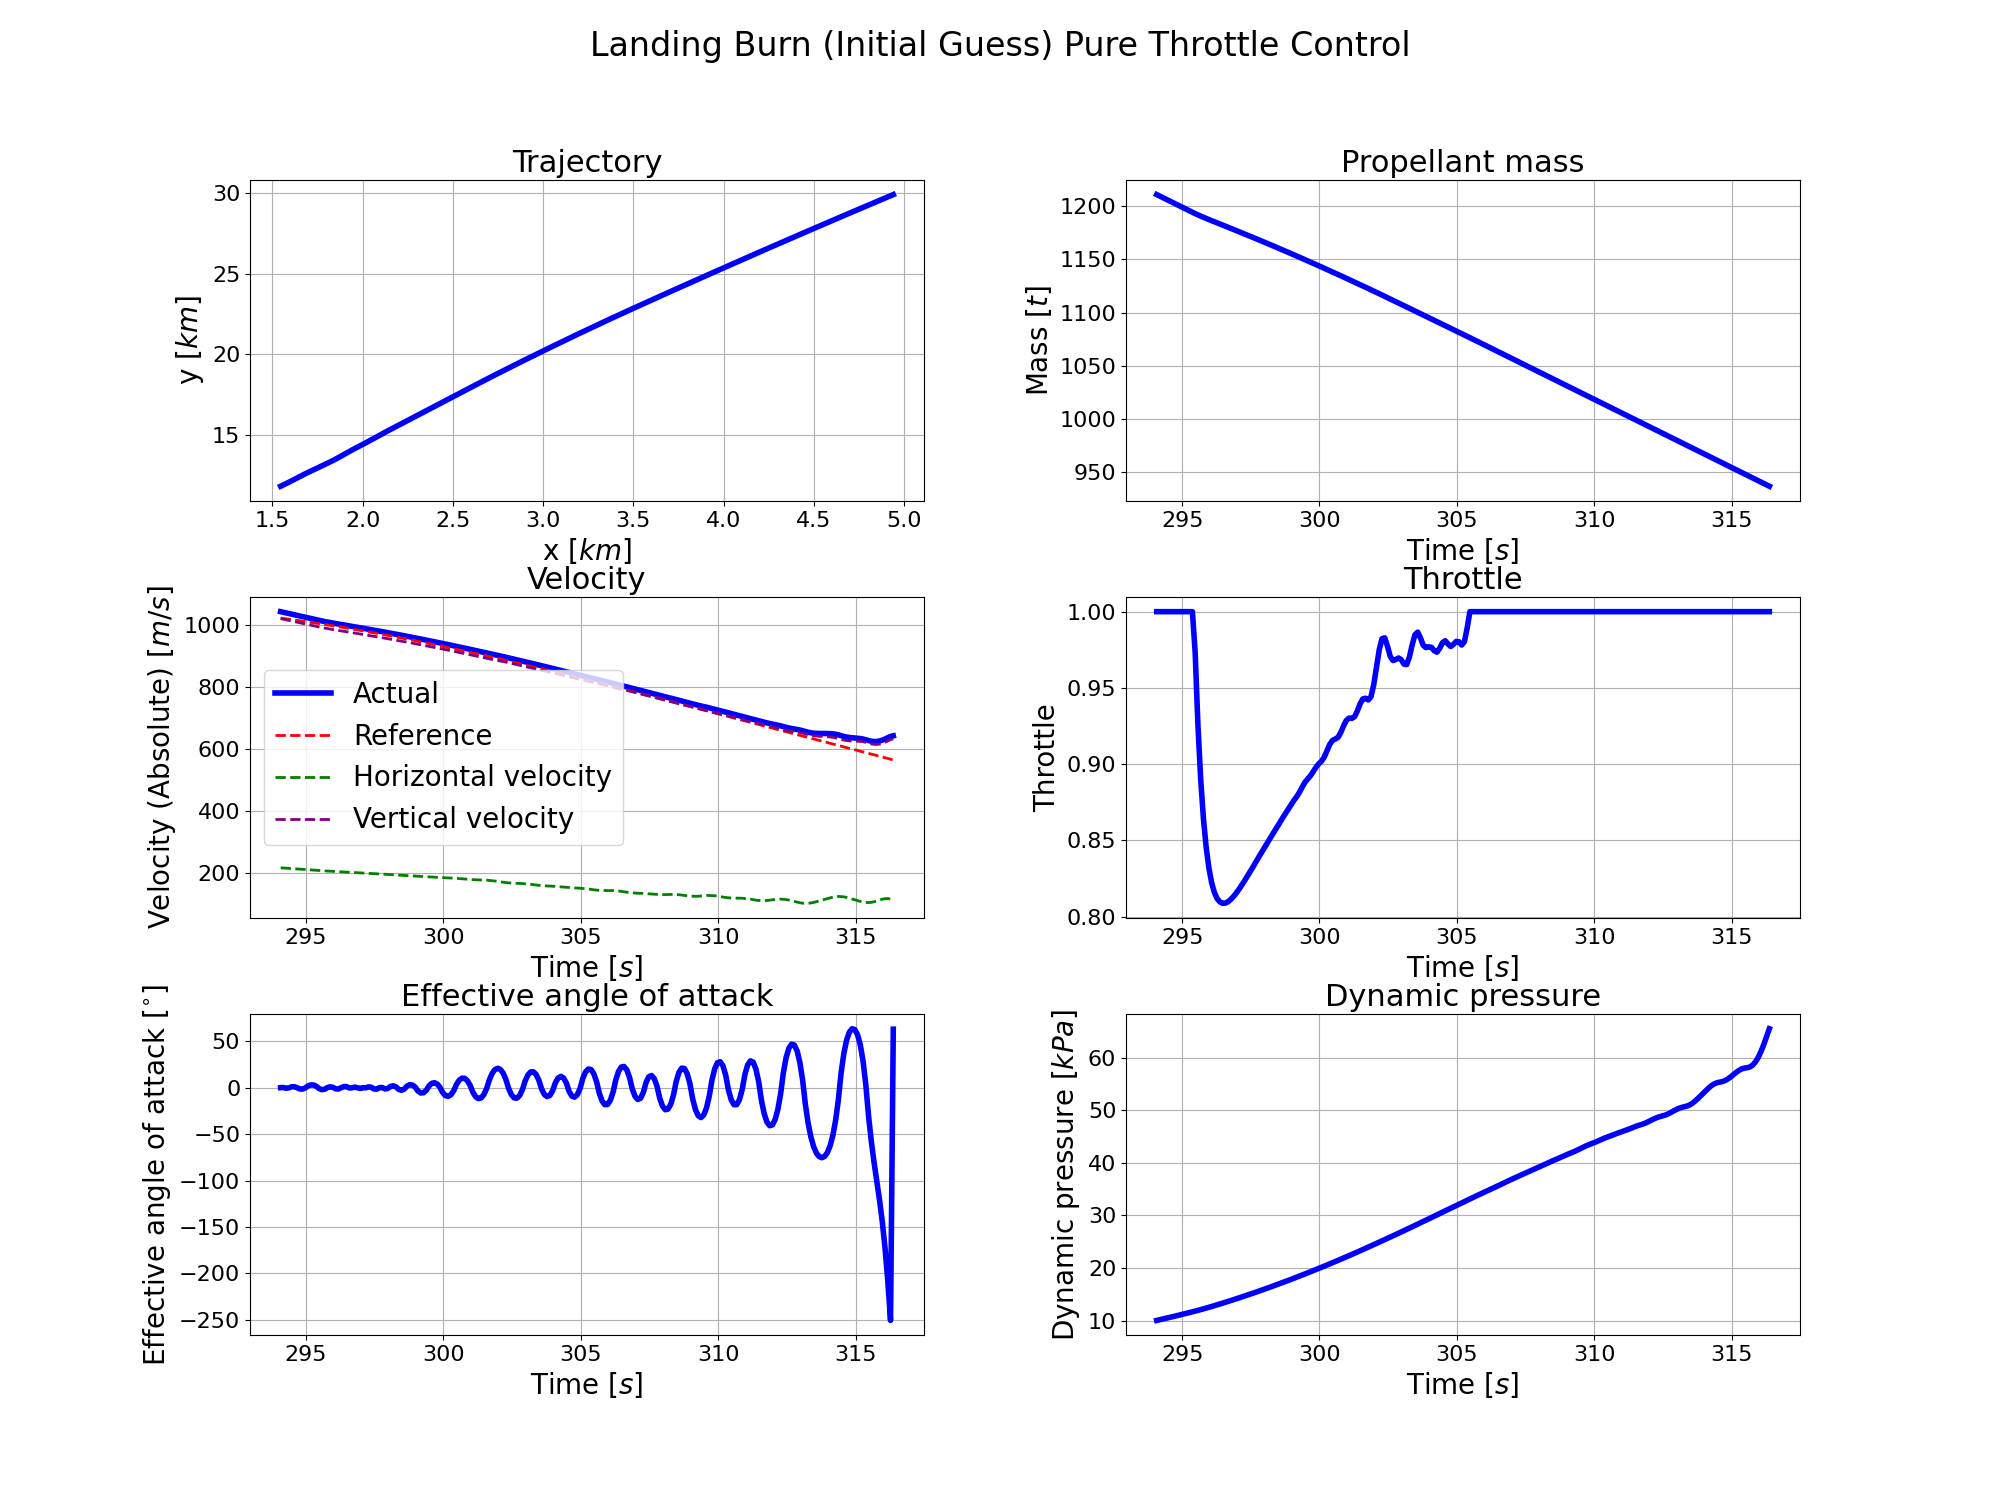 Landing Burn (Initial Guess) Pure Throttle Control
Trajectory
y [km]
30
25
20
15
1.5 2.0 2.5 3.0 3.5 4.0 4.5 5.0
x [km]
Propellant mass
Mass [t]
1200
1150
1100
1050
1000
950
295 300 305 310 315
Time [s]
Velocity
Velocity (Absolute) [m/s]
1000
800
600
400
200
Actual
Reference
Horizontal velocity
Vertical velocity
295 300 305 310 315
Time [s]
Throttle
Throttle
1.00
0.95
0.90
0.85
0.80
295 300 305 310 315
Time [s]
Effective angle of attack
Effective angle of attack [°]
50
0
−50
−100
−150
−200
−250
295 300 305 310 315
Time [s]
Dynamic pressure
Dynamic pressure [kPa]
60
50
40
30
20
10
295 300 305 310 315
Time [s]